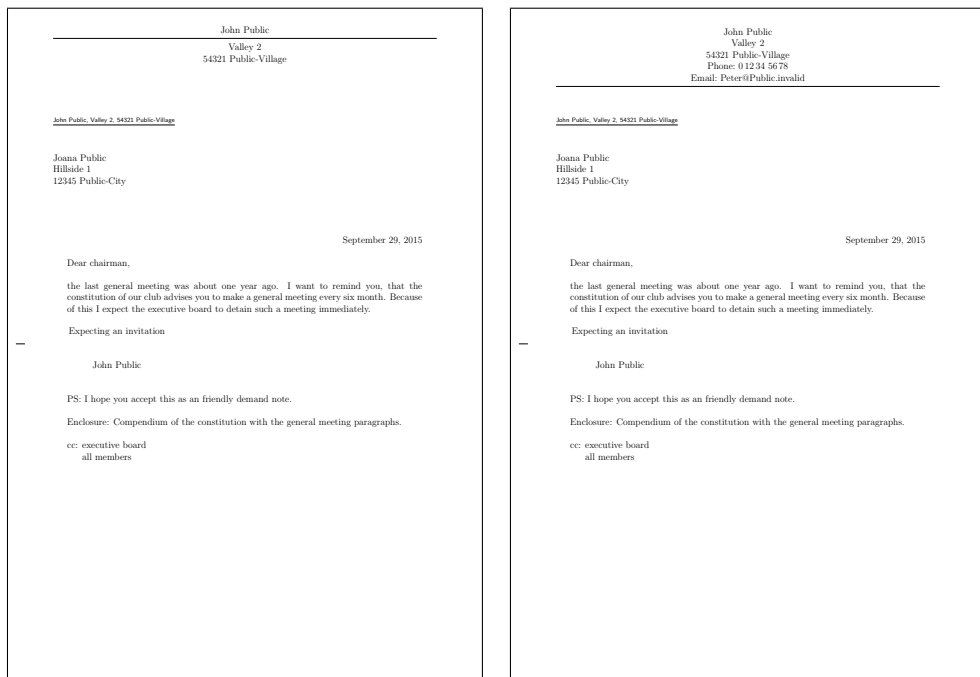 John Public
Valley 2
54321 Public-Village
John Public, Valley 2, 54321 Public-Village
Joana Public
Hillside 1
12345 Public-City
September 29, 2015
Dear chairman,
the last general meeting was about one year ago. I want to remind you, that the
constitution of our club advises you to make a general meeting every six month. Because
of this I expect the executive board to detain such a meeting immediately.
Expecting an invitation
John Public
PS: I hope you accept this as an friendly demand note.
Enclosure: Compendium of the constitution with the general meeting paragraphs.
cc: executive board
all members
John Public
Valley 2
54321 Public-Village
Phone: 0 12 34 56 78
Email: Peter@Public.invalid
John Public, Valley 2, 54321 Public-Village
Joana Public
Hillside 1
12345 Public-City
September 29, 2015
Dear chairman,
the last general meeting was about one year ago. I want to remind you, that the
constitution of our club advises you to make a general meeting every six month. Because
of this I expect the executive board to detain such a meeting immediately.
Expecting an invitation
John Public
PS: I hope you accept this as an friendly demand note.
Enclosure: Compendium of the constitution with the general meeting paragraphs.
cc: executive board
all members